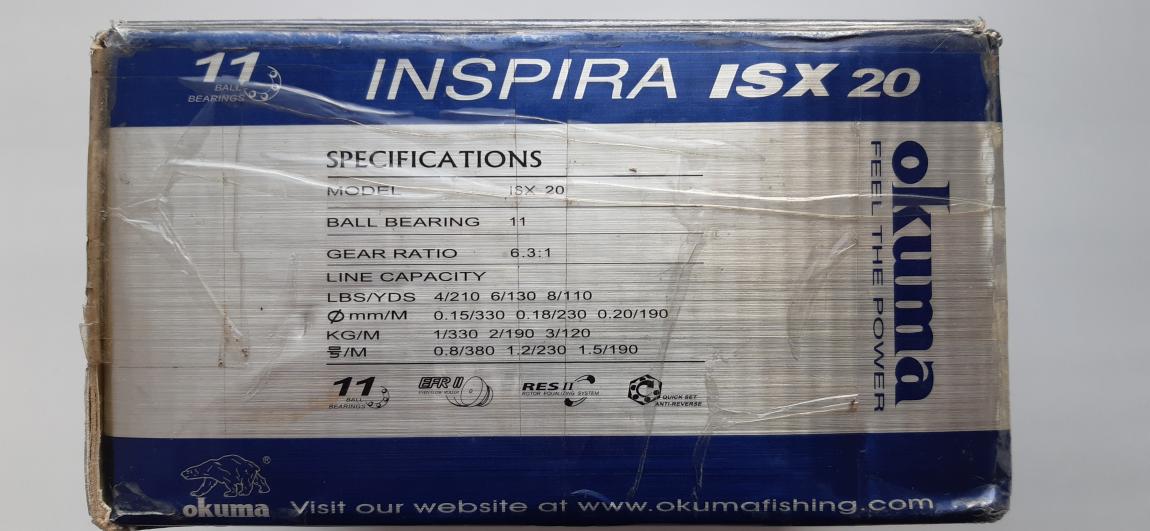 11 BALL BEARINGS
INSPIRA ISX 20
SPECIFICATIONS
MODEL ISX 20
BALL BEARING 11
GEAR RATIO 6.3:1
LINE CAPACITY
LBS/YDS 4/210 6/130 8/110
Ømm/M 0.15/330 0.18/230 0.20/190
KG/M 1/330 2/190 3/120
号/M 0.8/380 1.2/230 1.5/190
11 BALL BEARINGS
EFR II
RES II
ROTOR EQUALIZING SYSTEM
QUICK SET
ANTI-REVERSE
okuma
FEEL THE POWER
okuma
®
Visit our website at www.okumafishing.com